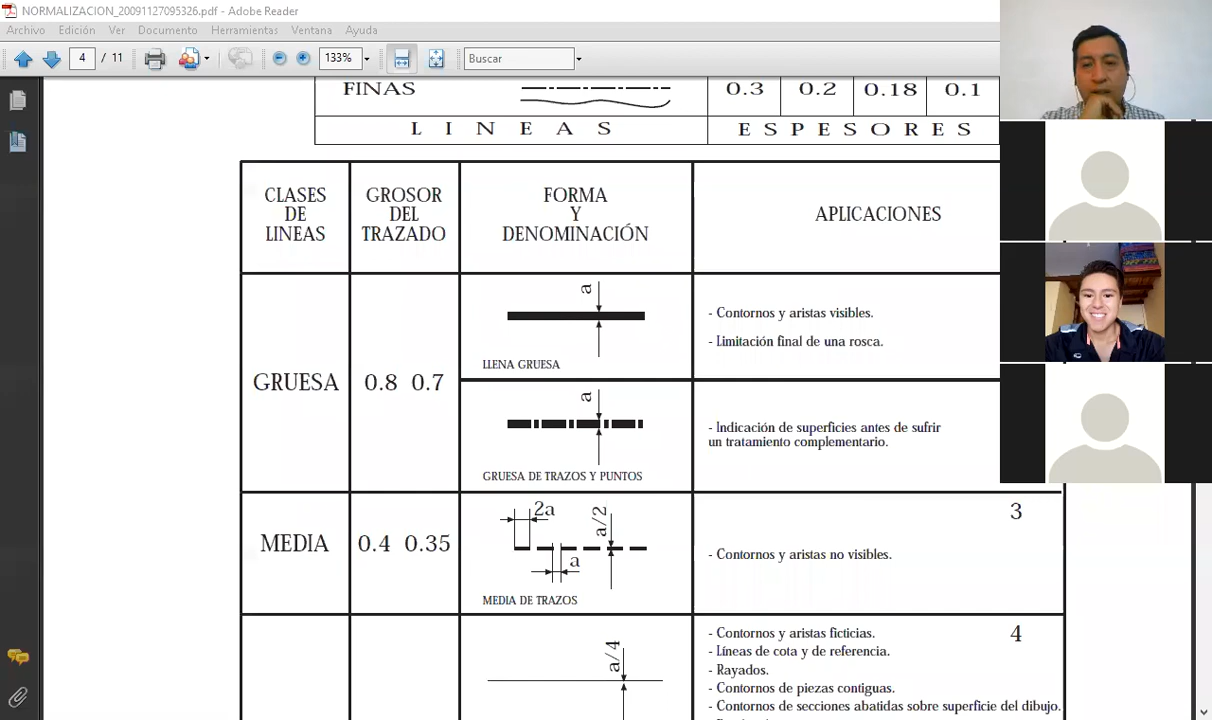 NORMALIZACION_20091127095326.pdf - Adobe Reader
Archivo Edición Ver Documento Herramientas Ventana Ayuda
4 / 11 133% Buscar
FINAS 0.3 0.2 0.18 0.1
LINEAS ESPESORES
CLASES
DE
LINEAS
GROSOR
DEL
TRAZADO
FORMA
Y
DENOMINACIÓN
APLICACIONES
GRUESA
0.8 0.7
a
LLENA GRUESA
- Contornos y aristas visibles.
- Limitación final de una rosca.
a
GRUESA DE TRAZOS Y PUNTOS
- Indicación de superficies antes de sufrir
un tratamiento complementario.
MEDIA
0.4 0.35
2a
a/2
a
MEDIA DE TRAZOS
3
- Contornos y aristas no visibles.
a/4
4
- Contornos y aristas ficticias.
- Líneas de cota y de referencia.
- Rayados.
- Contornos de piezas contiguas.
- Contornos de secciones abatidas sobre superficie del dibujo.